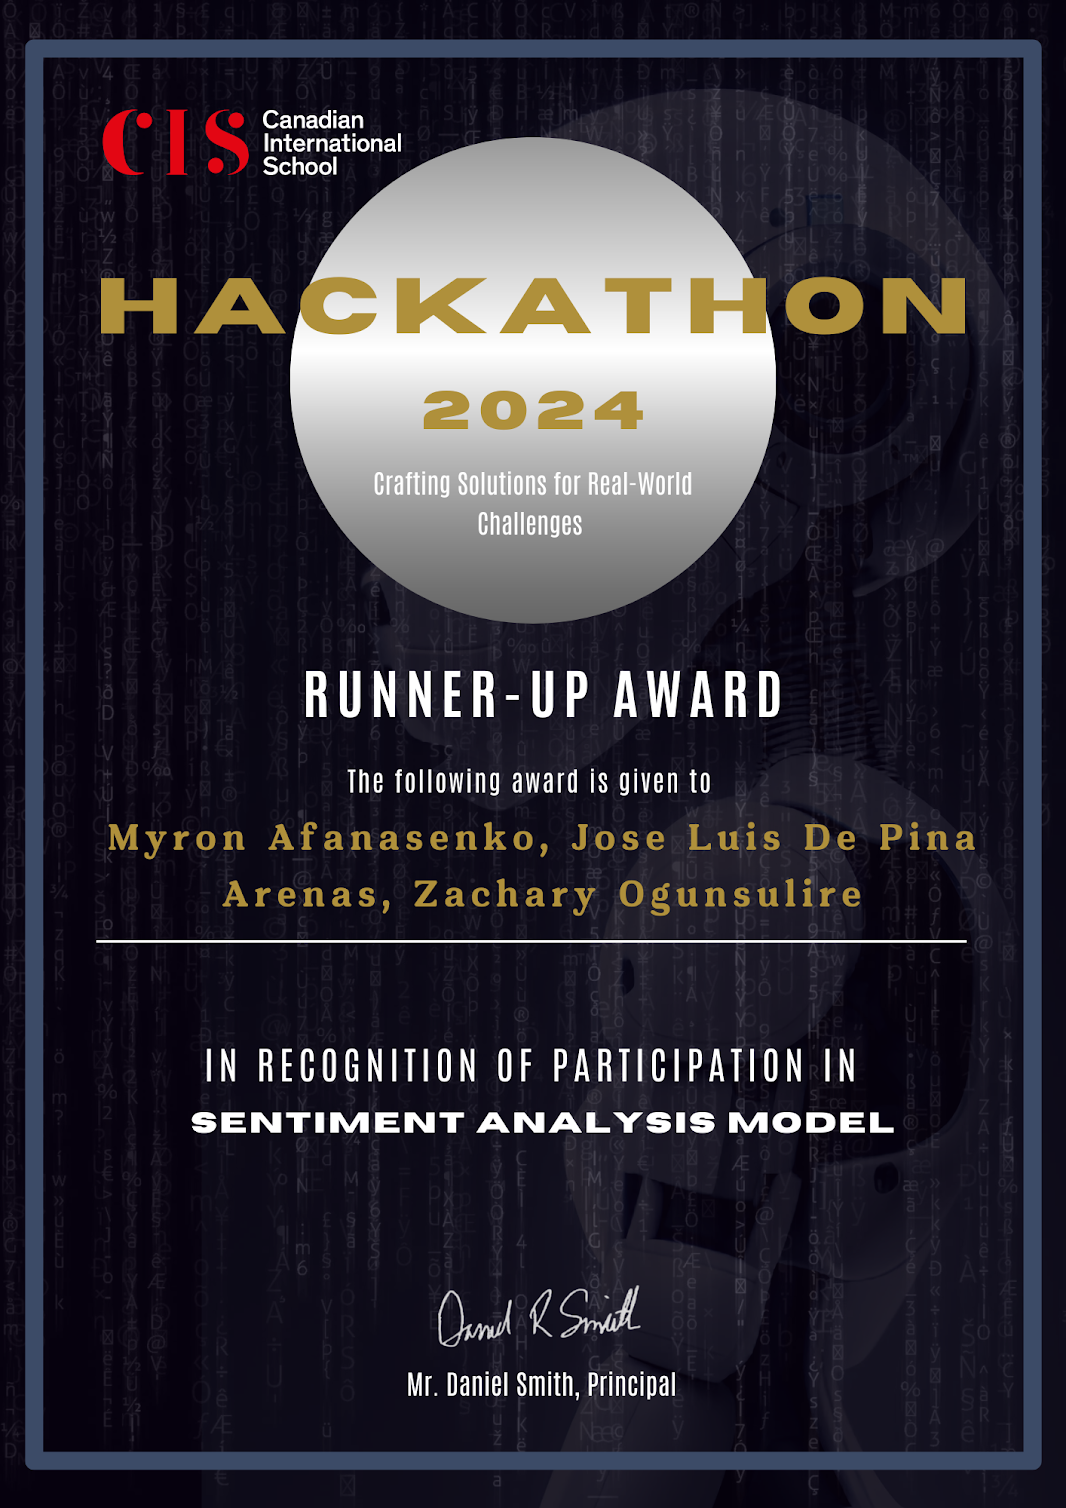 CIS
Canadian
International
School
HACKATHON
2024
Crafting Solutions for Real-World
Challenges
RUNNER-UP AWARD
The following award is given to
Myron Afanasenko, Jose Luis De Pina
Arenas, Zachary Ogunsulire
IN RECOGNITION OF PARTICIPATION IN
SENTIMENT ANALYSIS MODEL
Daniel R Smith
Mr. Daniel Smith, Principal